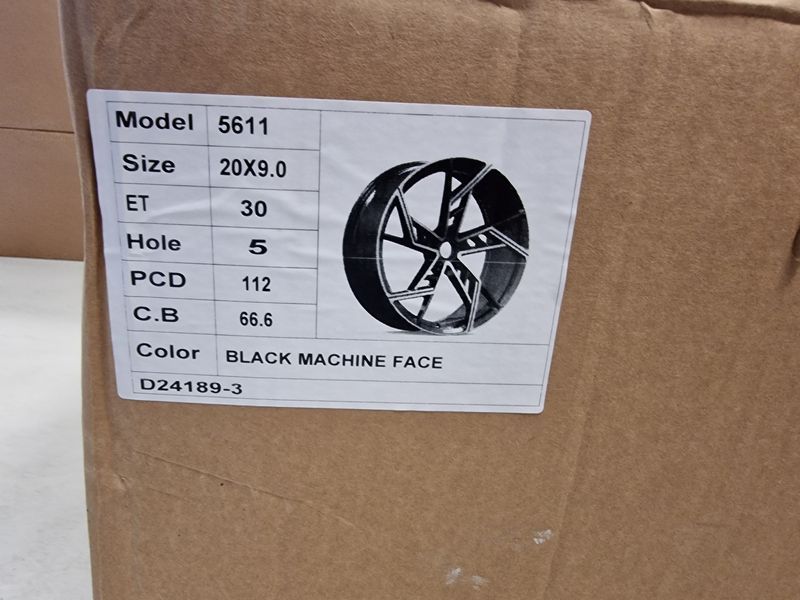 Model 5611
Size 20X9.0
ET 30
Hole 5
PCD 112
C.B 66.6
Color BLACK MACHINE FACE
D24189-3